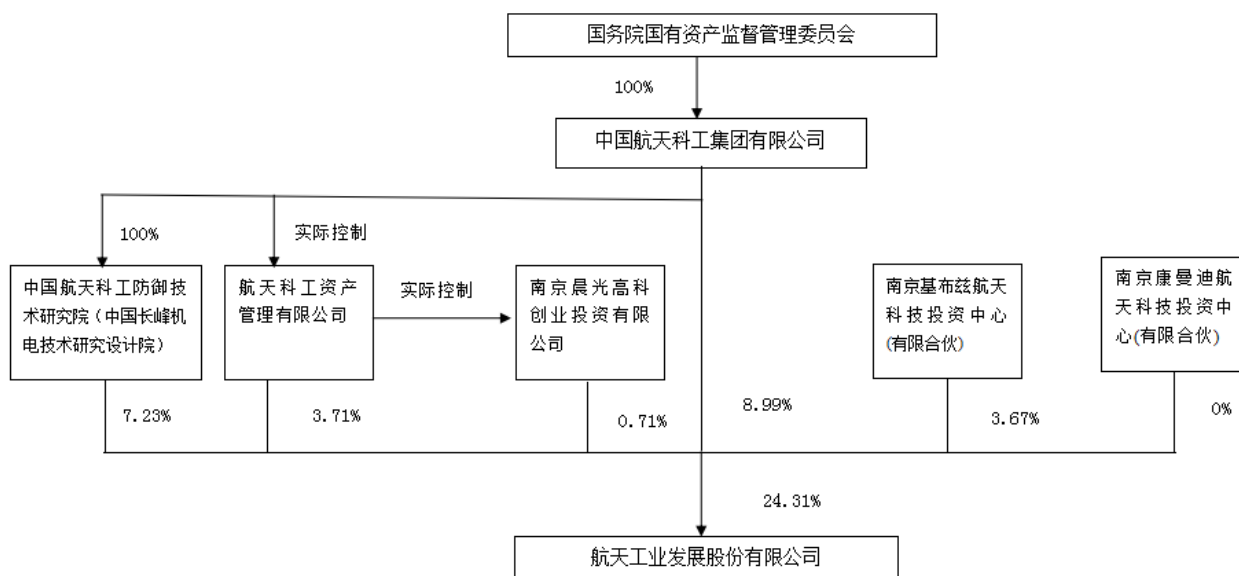 国务院国有资产监督管理委员会
100%
中国航天科工集团有限公司
100%
实际控制
中国航天科工防御技
术研究院（中国长峰机
电技术研究设计院）
航天科工资产
管理有限公司
实际控制
南京晨光高科
创业投资有限
公司
南京基布兹航天
科技投资中心
(有限合伙)
南京康曼迪航
天科技投资中
心(有限合伙)
7.23%
3.71%
0.71%
8.99%
3.67%
0%
24.31%
航天工业发展股份有限公司